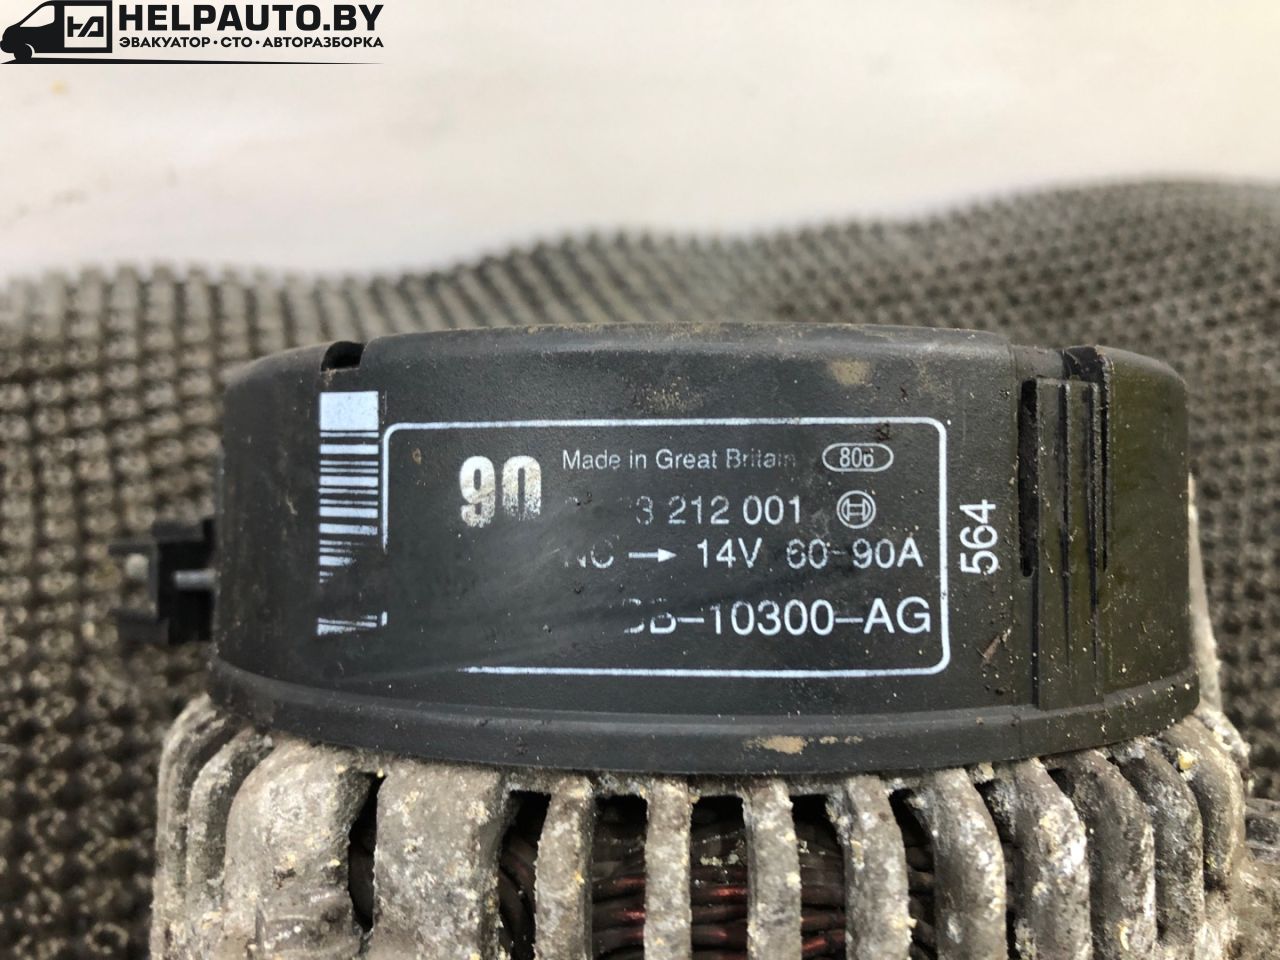 HELPAUTO.BY
ЭВАКУАТОР·СТО·АВТОРАЗБОРКА
90 Made in Great Britain 806
3 212 001
14V 60-90A
-10300-AG
564